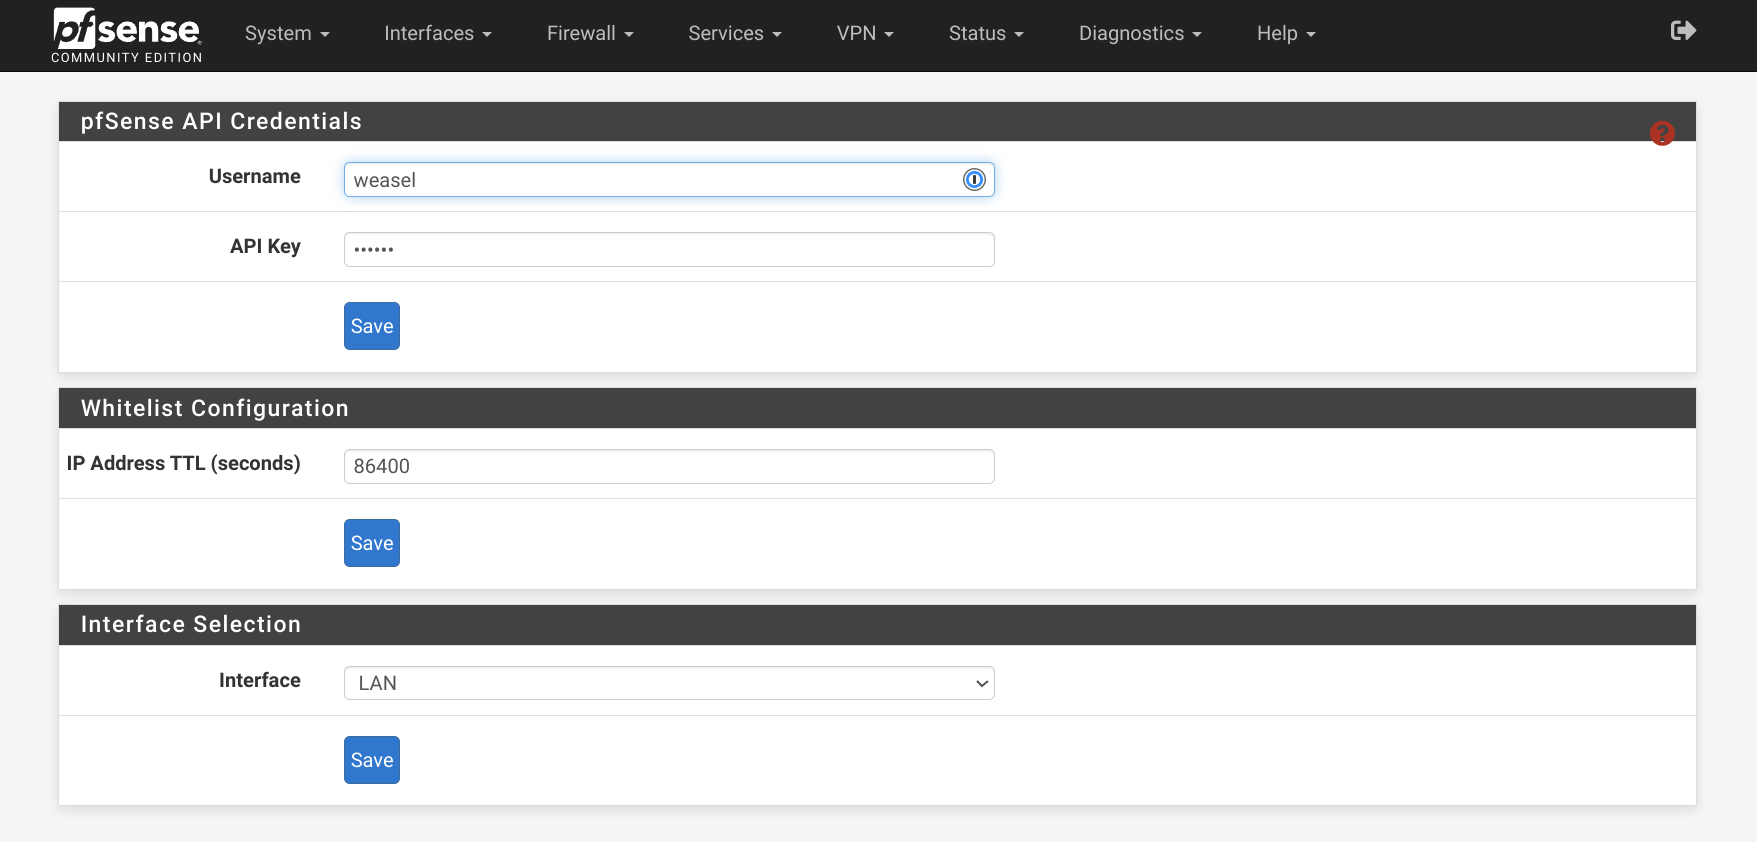 pfsense
COMMUNITY EDITION
System
Interfaces
Firewall
Services
VPN
Status
Diagnostics
Help
pfSense API Credentials
?
Username
weasel
API Key
••••••
Save
Whitelist Configuration
IP Address TTL (seconds)
86400
Save
Interface Selection
Interface
LAN
Save